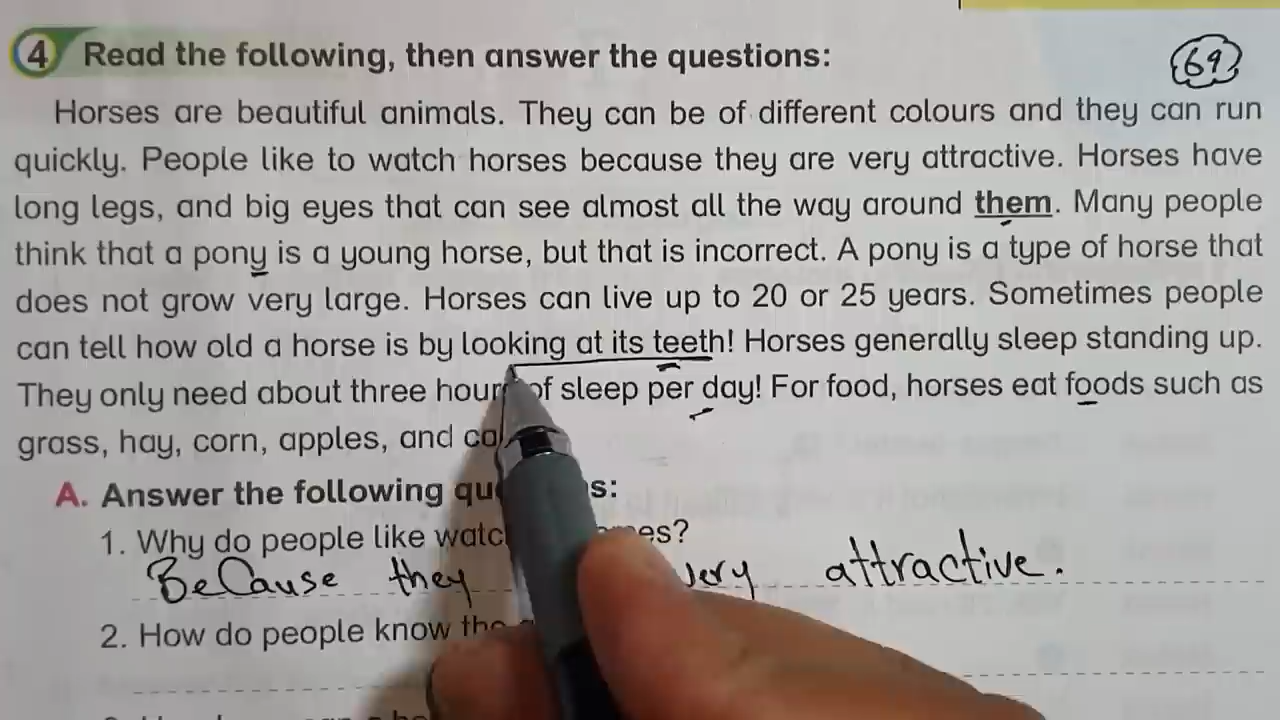 4 Read the following, then answer the questions:
69
Horses are beautiful animals. They can be of different colours and they can run
quickly. People like to watch horses because they are very attractive. Horses have
long legs, and big eyes that can see almost all the way around them. Many people
think that a pony is a young horse, but that is incorrect. A pony is a type of horse that
does not grow very large. Horses can live up to 20 or 25 years. Sometimes people
can tell how old a horse is by looking at its teeth! Horses generally sleep standing up.
They only need about three of sleep per day! For food, horses eat foods such as
grass, hay, corn, apples, and
A. Answer the following
1. Why do people like
BeCause they very attractive.
2. How do people know